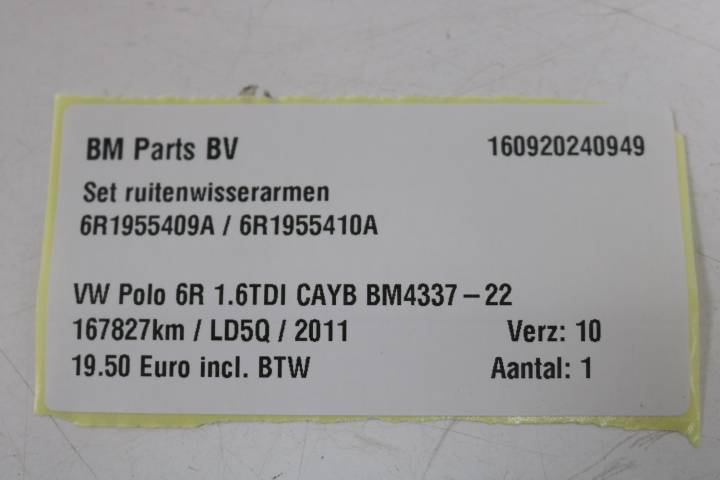 BM Parts BV 160920240949
Set ruitenwisserarmen
6R1955409A / 6R1955410A
VW Polo 6R 1.6TDI CAYB BM4337-22
167827km / LD5Q / 2011 Verz: 10
19.50 Euro incl. BTW Aantal: 1